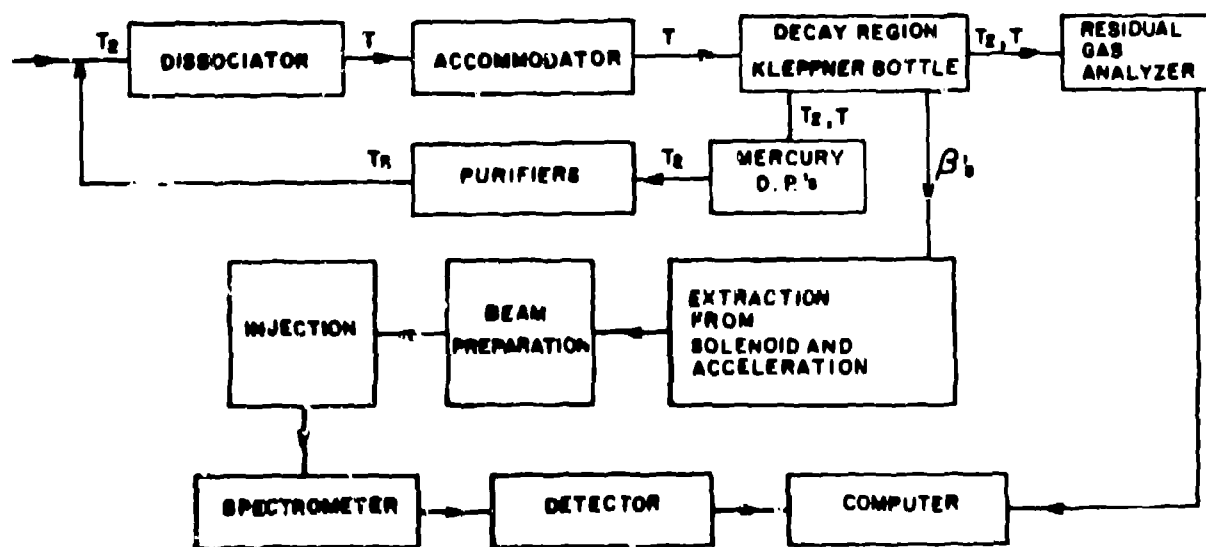 T2
DISSOCIATOR
T
ACCOMMODATOR
T
DECAY REGION
KLEPPNER BOTTLE
T2, T
RESIDUAL
GAS
ANALYZER
T2, T
MERCURY
D.P.'s
T2
PURIFIERS
T2
β's
EXTRACTION
FROM
SOLENOID AND
ACCELERATION
BEAM
PREPARATION
INJECTION
SPECTROMETER
DETECTOR
COMPUTER